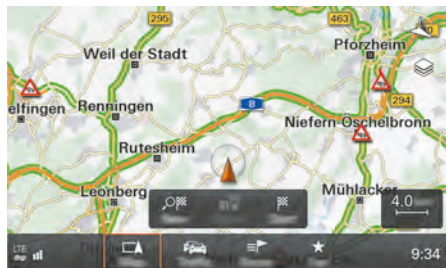 295
463
Weil der Stadt
Pforzheim
elfingen
Renningen
8
294
Niefern-Öschelbronn
Rutesheim
Leonberg
Mühlacker
4.0
LTE
9:34